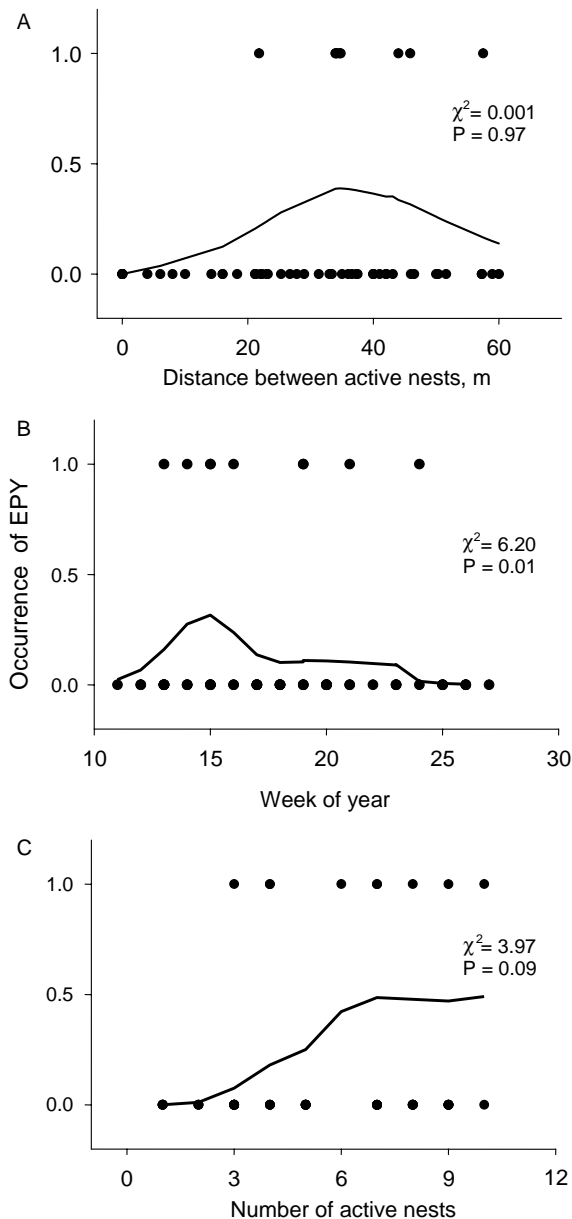 A
1.0
0.5
0.0
χ²= 0.001
P = 0.97
0 20 40 60
Distance between active nests, m
B
1.0
0.5
0.0
χ²= 6.20
P = 0.01
10 15 20 25 30
Week of year
Occurrence of EPY
C
1.0
0.5
0.0
χ²= 3.97
P = 0.09
0 3 6 9 12
Number of active nests